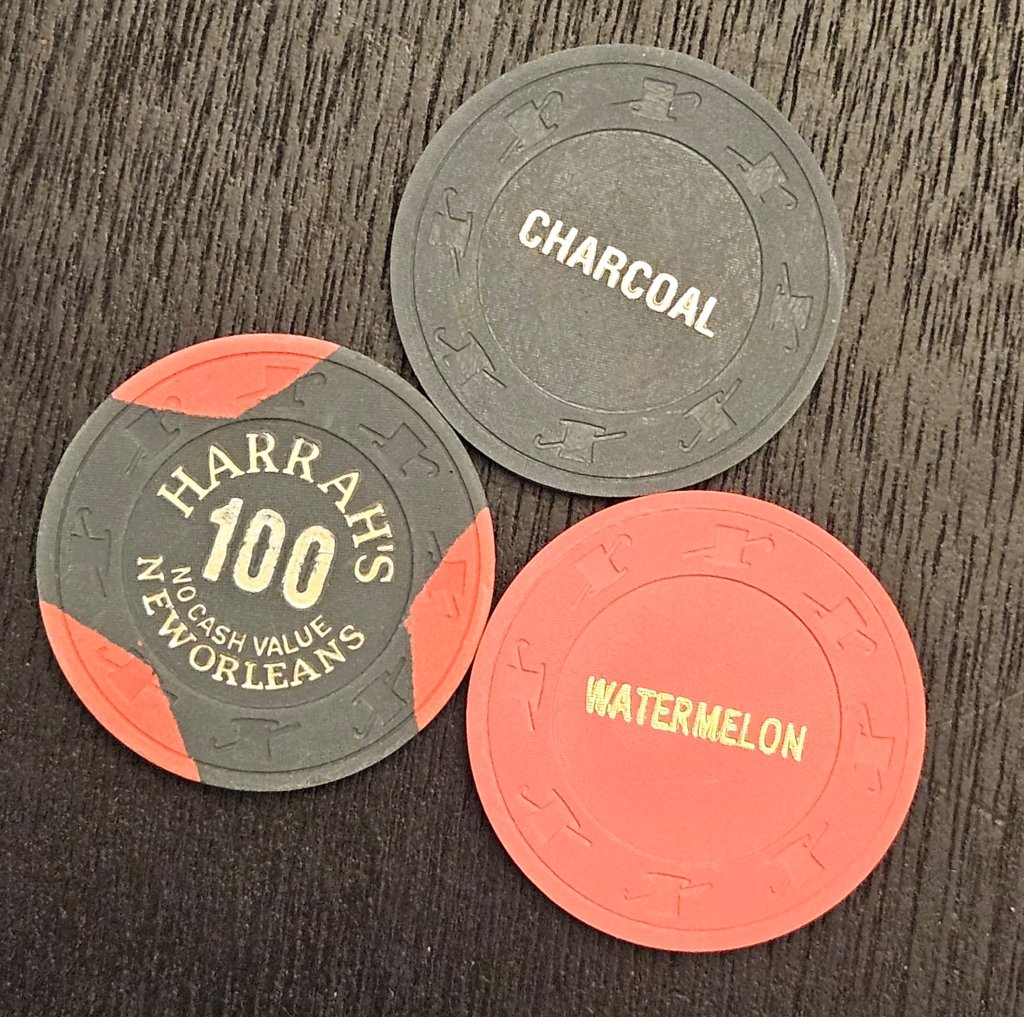 CHARCOAL
HARRAH'S
100
NO CASH VALUE
NEW ORLEANS
WATERMELON